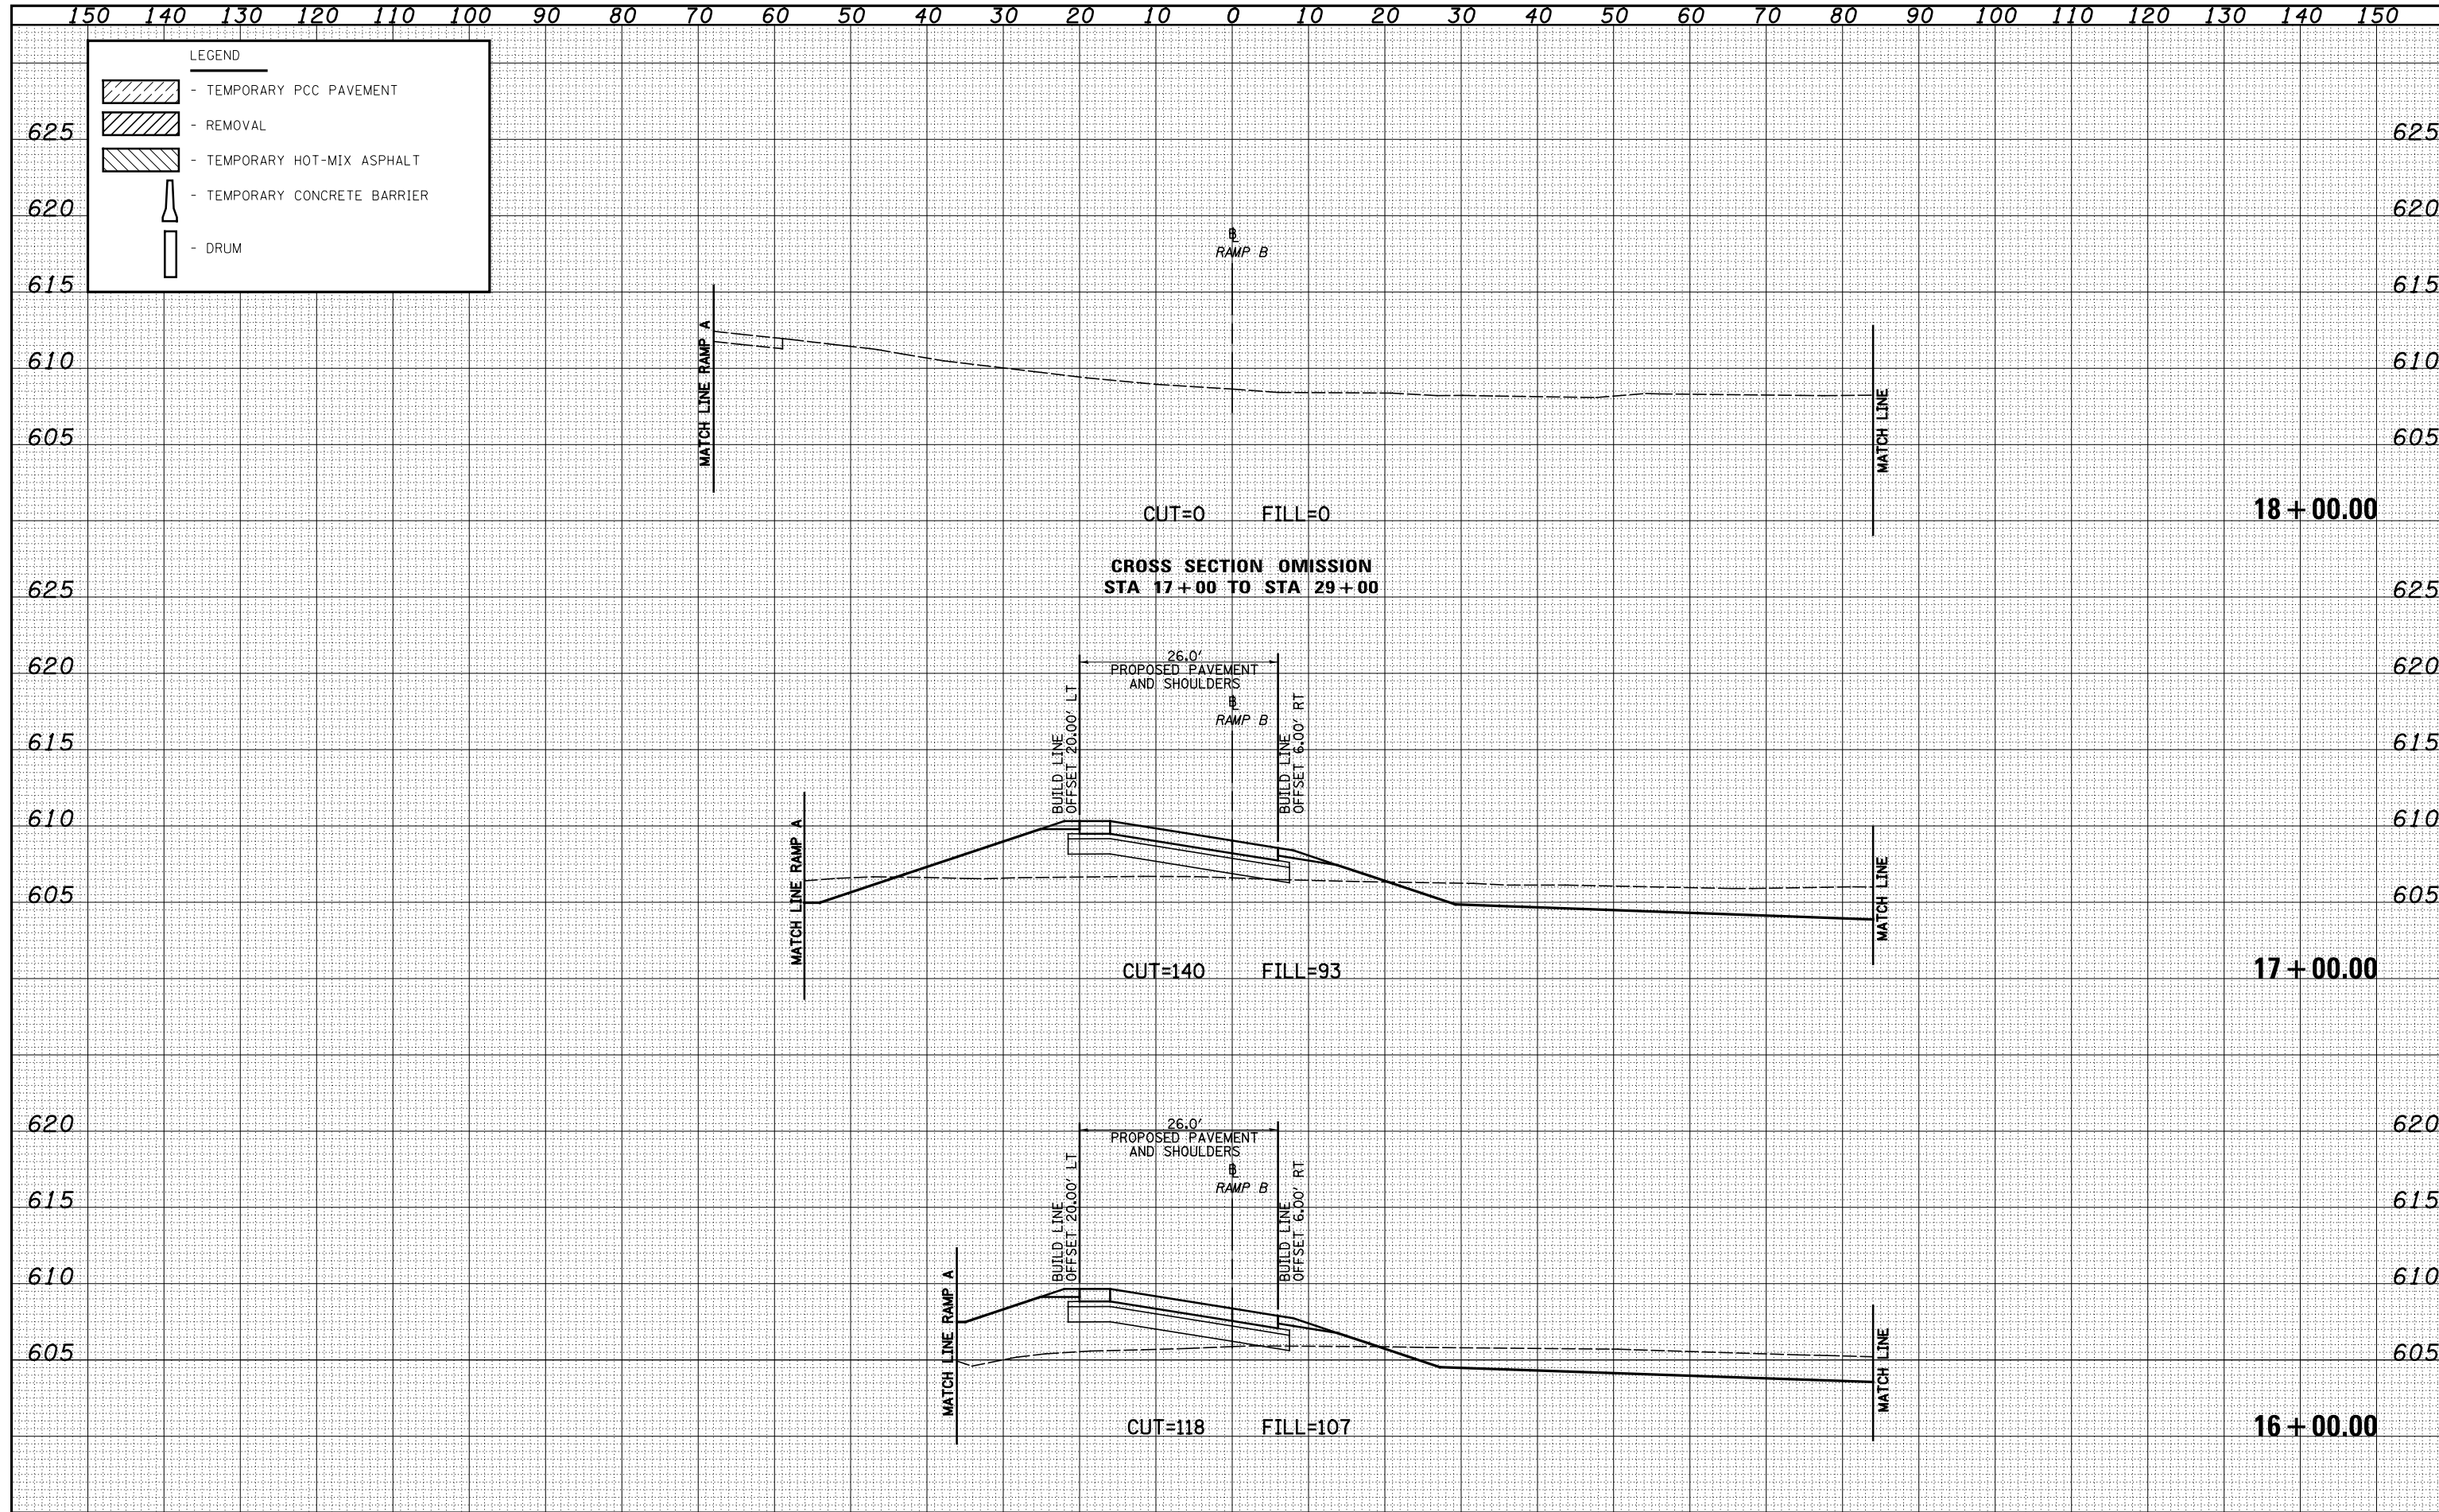 150 140 130 120 110 100 90 80 70 60 50 40 30 20 10 0 10 20 30 40 50 60 70 80 90 100 110 120 130 140 150
LEGEND
- TEMPORARY PCC PAVEMENT
- REMOVAL
- TEMPORARY HOT-MIX ASPHALT
- TEMPORARY CONCRETE BARRIER
- DRUM
625 625
620 620
615 615
610 610
605 605
BL
RAMP B
MATCH LINE RAMP A
MATCH LINE
CUT=0 FILL=0
18+00.00
CROSS SECTION OMISSION
STA 17+00 TO STA 29+00
625 625
620 620
615 615
610 610
605 605
26.0'
PROPOSED PAVEMENT
AND SHOULDERS
BL
RAMP B
BUILD LINE
OFFSET 20.00' LT
BUILD LINE
OFFSET 6.00' RT
MATCH LINE RAMP A
MATCH LINE
CUT=140 FILL=93
17+00.00
620 620
615 615
610 610
605 605
26.0'
PROPOSED PAVEMENT
AND SHOULDERS
BL
RAMP B
BUILD LINE
OFFSET 20.00' LT
BUILD LINE
OFFSET 6.00' RT
MATCH LINE RAMP A
MATCH LINE
CUT=118 FILL=107
16+00.00